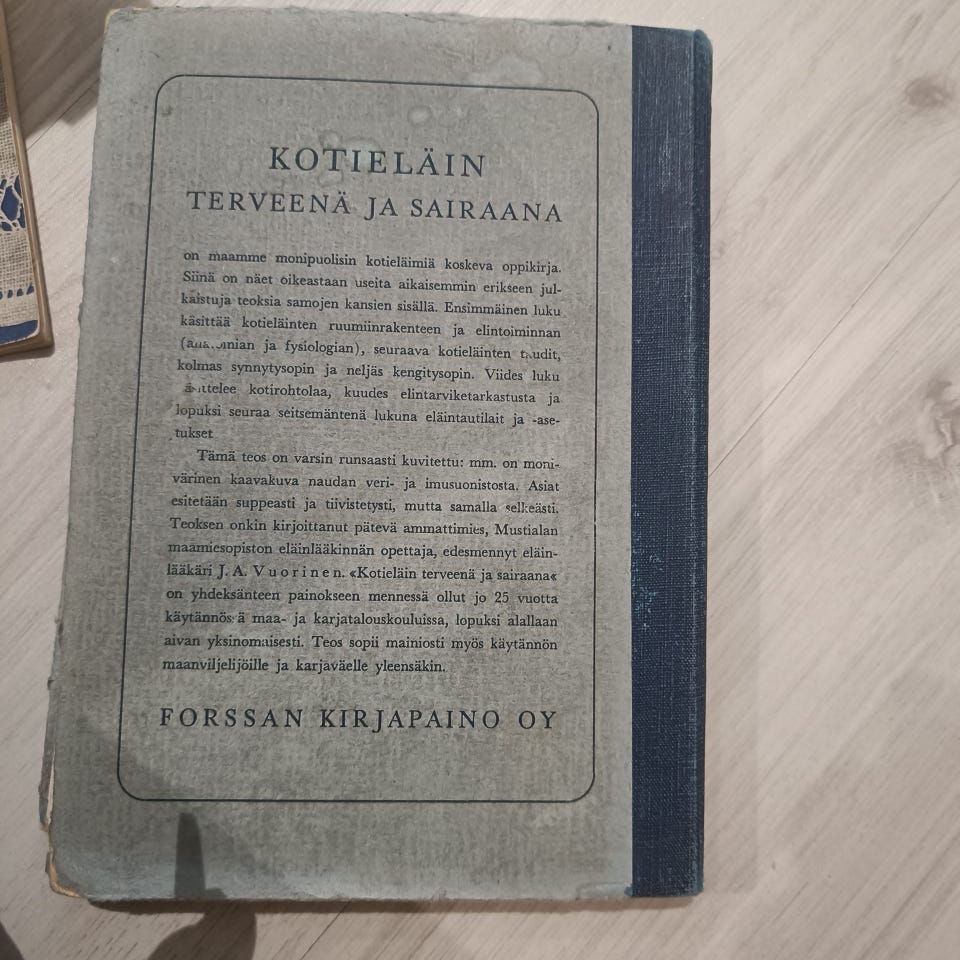 KOTIELÄIN
TERVEENÄ JA SAIRAANA
on maamme monipuolisin kotieläimiä koskeva oppikirja.
Siinä on näet oikeastaan useita aikaisemmin erikseen jul-
kaistuja teoksia samojen kansien sisällä. Ensimmäinen luku
käsittää kotieläinten ruumiinrakenteen ja elintoiminnan
ja fysiologian), seuraava kotieläinten
kolmas synnytysopin ja neljäs kengitysopin. Viides luku
kotirohtolaa, kuudes elintarviketarkastusta ja
lopuksi seuraa seitsemäntenä lukuna eläintautilait ja -ase-
tukset
Tämä teos on varsin runsaasti kuvitettu: mm. on moni-
värinen kaavakuva naudan veri- ja imusuonistosta. Asiat
esitetään suppeasti ja tiivistetysti, mutta samalla selkeästi.
Teoksen onkin kirjoittanut pätevä ammattimies, Mustialan
maamiesopiston eläinlääkinnän opettaja, edesmennyt eläin-
lääkäri J. A. Vuorinen. «Kotieläin terveenä ja sairaana«
on yhdeksänteen painokseen mennessä ollut jo 25 vuotta
käytännössä maa- ja karjatalouskouluissa, lopuksi alallaan
aivan yksinomaisesti. Teos sopii mainiosti myös käytännön
maanviljelijöille ja karjaväelle yleensäkin.
FORSSAN KIRJAPAINO OY